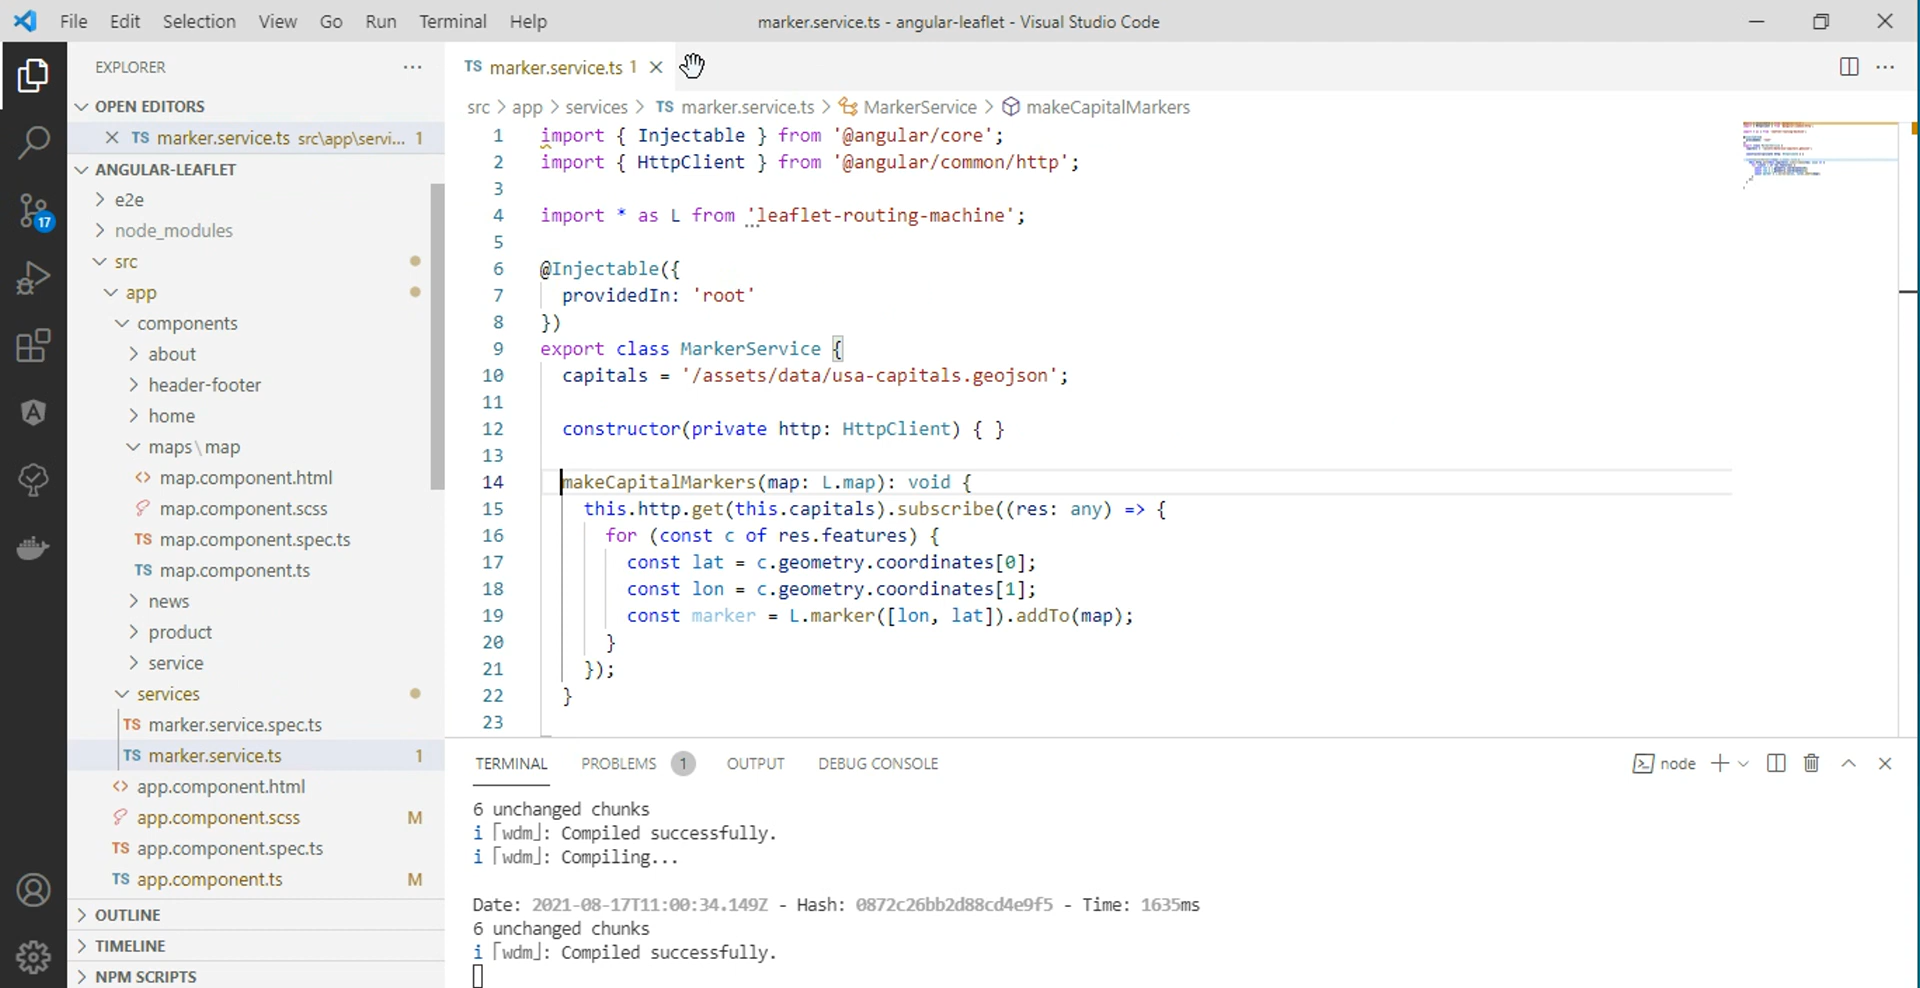 File Edit Selection View Go Run Terminal Help
marker.service.ts - angular-leaflet - Visual Studio Code
EXPLORER
OPEN EDITORS
TS marker.service.ts src\app\servi... 1
ANGULAR-LEAFLET
e2e
node_modules
src
app
components
about
header-footer
home
maps\map
map.component.html
map.component.scss
TS map.component.spec.ts
TS map.component.ts
news
product
service
services
TS marker.service.spec.ts
TS marker.service.ts 1
app.component.html
app.component.scss M
TS app.component.spec.ts
TS app.component.ts M
OUTLINE
TIMELINE
NPM SCRIPTS
17
TS marker.service.ts 1
src > app > services > TS marker.service.ts > MarkerService > makeCapitalMarkers
1 import { Injectable } from '@angular/core';
2 import { HttpClient } from '@angular/common/http';
3
4 import * as L from 'leaflet-routing-machine';
5
6 @Injectable({
7 providedIn: 'root'
8 })
9 export class MarkerService {
10 capitals = '/assets/data/usa-capitals.geojson';
11
12 constructor(private http: HttpClient) { }
13
14 makeCapitalMarkers(map: L.map): void {
15 this.http.get(this.capitals).subscribe((res: any) => {
16 for (const c of res.features) {
17 const lat = c.geometry.coordinates[0];
18 const lon = c.geometry.coordinates[1];
19 const marker = L.marker([lon, lat]).addTo(map);
20 }
21 });
22 }
23
TERMINAL PROBLEMS 1 OUTPUT DEBUG CONSOLE
node
6 unchanged chunks
i ｢wdm｣: Compiled successfully.
i ｢wdm｣: Compiling...
Date: 2021-08-17T11:00:34.149Z - Hash: 0872c26bb2d88cd4e9f5 - Time: 1635ms
6 unchanged chunks
i ｢wdm｣: Compiled successfully.